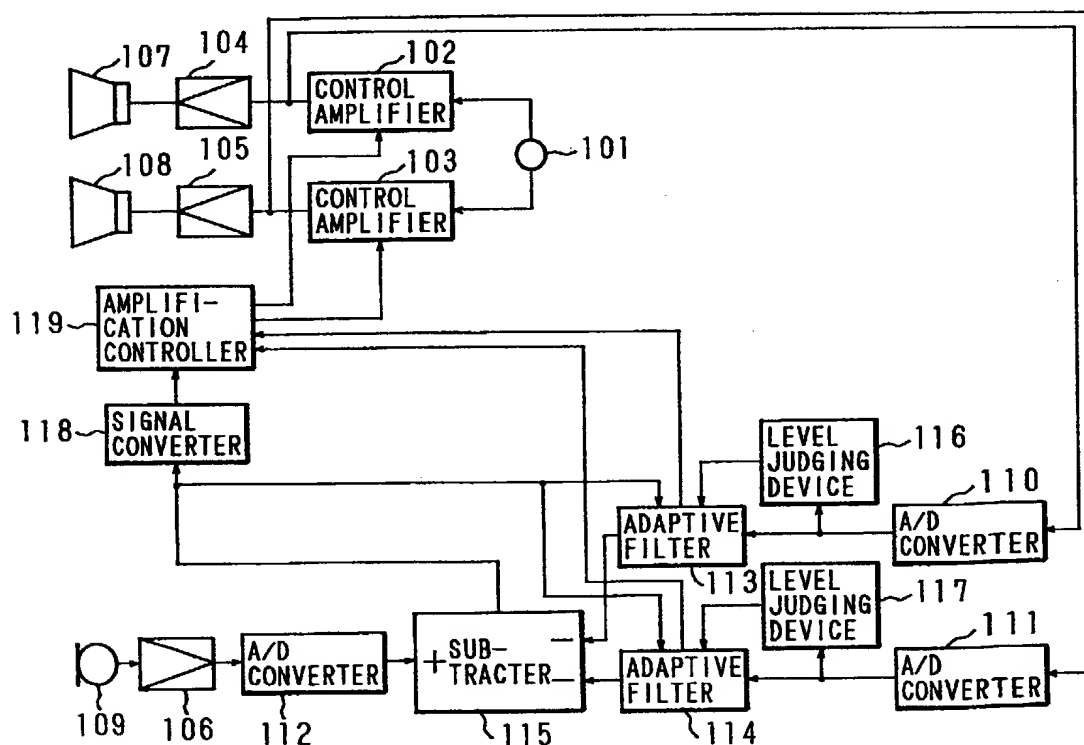 107
104
102
CONTROL
AMPLIFIER
101
108
105
103
CONTROL
AMPLIFIER
119
AMPLIFI-
CATION
CONTROLLER
118
SIGNAL
CONVERTER
LEVEL
JUDGING
DEVICE
116
110
ADAPTIVE
FILTER
A/D
CONVERTER
113
LEVEL
JUDGING
DEVICE
117
111
109
106
A/D
CONVERTER
112
+ SUB-
TRACTER
—
—
115
ADAPTIVE
FILTER
114
A/D
CONVERTER